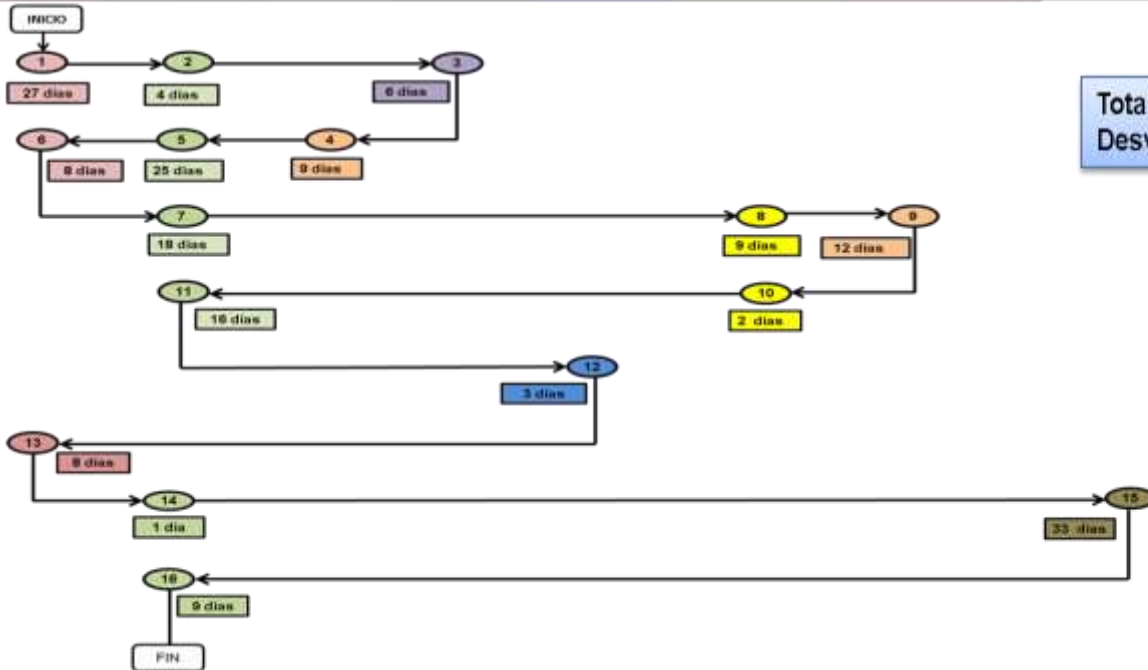 INICIO
1
2
3
27 dias
4 dias
6 dias
Tota
Desv
6
5
4
8 dias
25 dias
9 dias
7
8
9
18 dias
9 dias
12 dias
11
10
16 dias
2 dias
12
3 dias
13
8 dias
14
15
1 dia
33 dias
16
9 dias
FIN